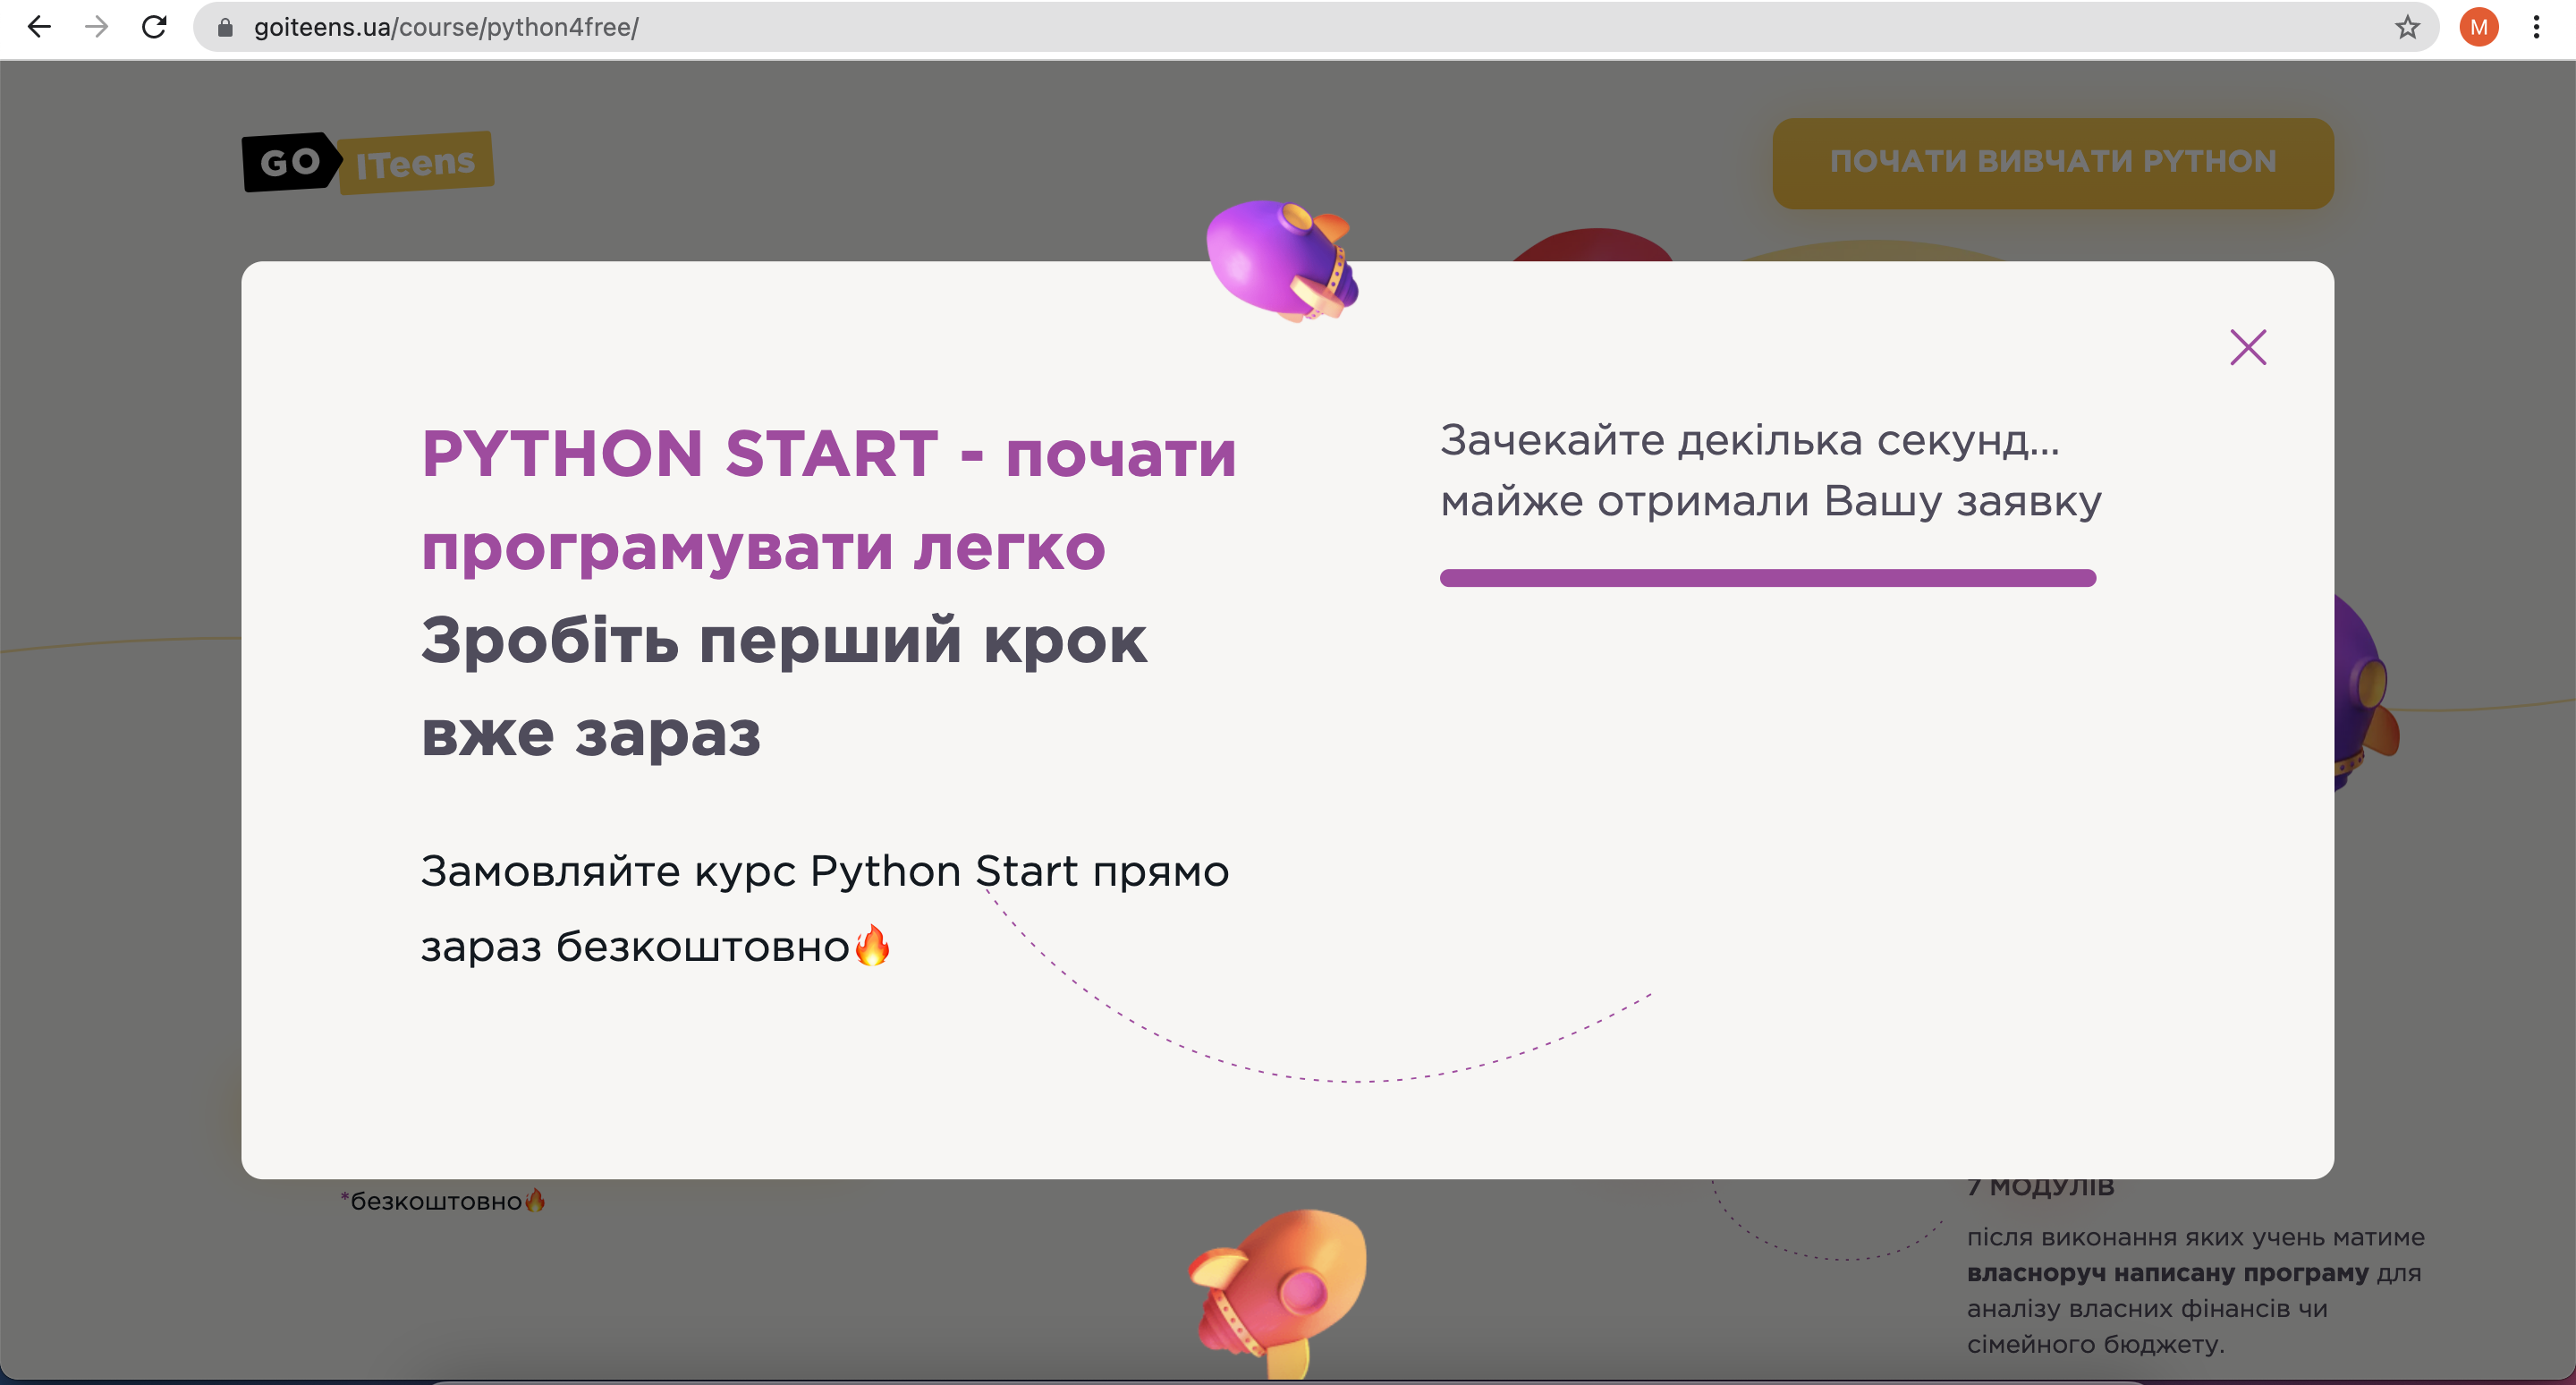 goiteens.ua/course/python4free/
M
GO ITeens
ПОЧАТИ ВИВЧАТИ PYTHON
PYTHON START - почати
програмувати легко
Зробіть перший крок
вже зараз
Замовляйте курс Python Start прямо
зараз безкоштовно🔥
Зачекайте декілька секунд...
майже отримали Вашу заявку
*безкоштовно🔥
7 МОДУЛІВ
після виконання яких учень матиме
власноруч написану програму для
аналізу власних фінансів чи
сімейного бюджету.